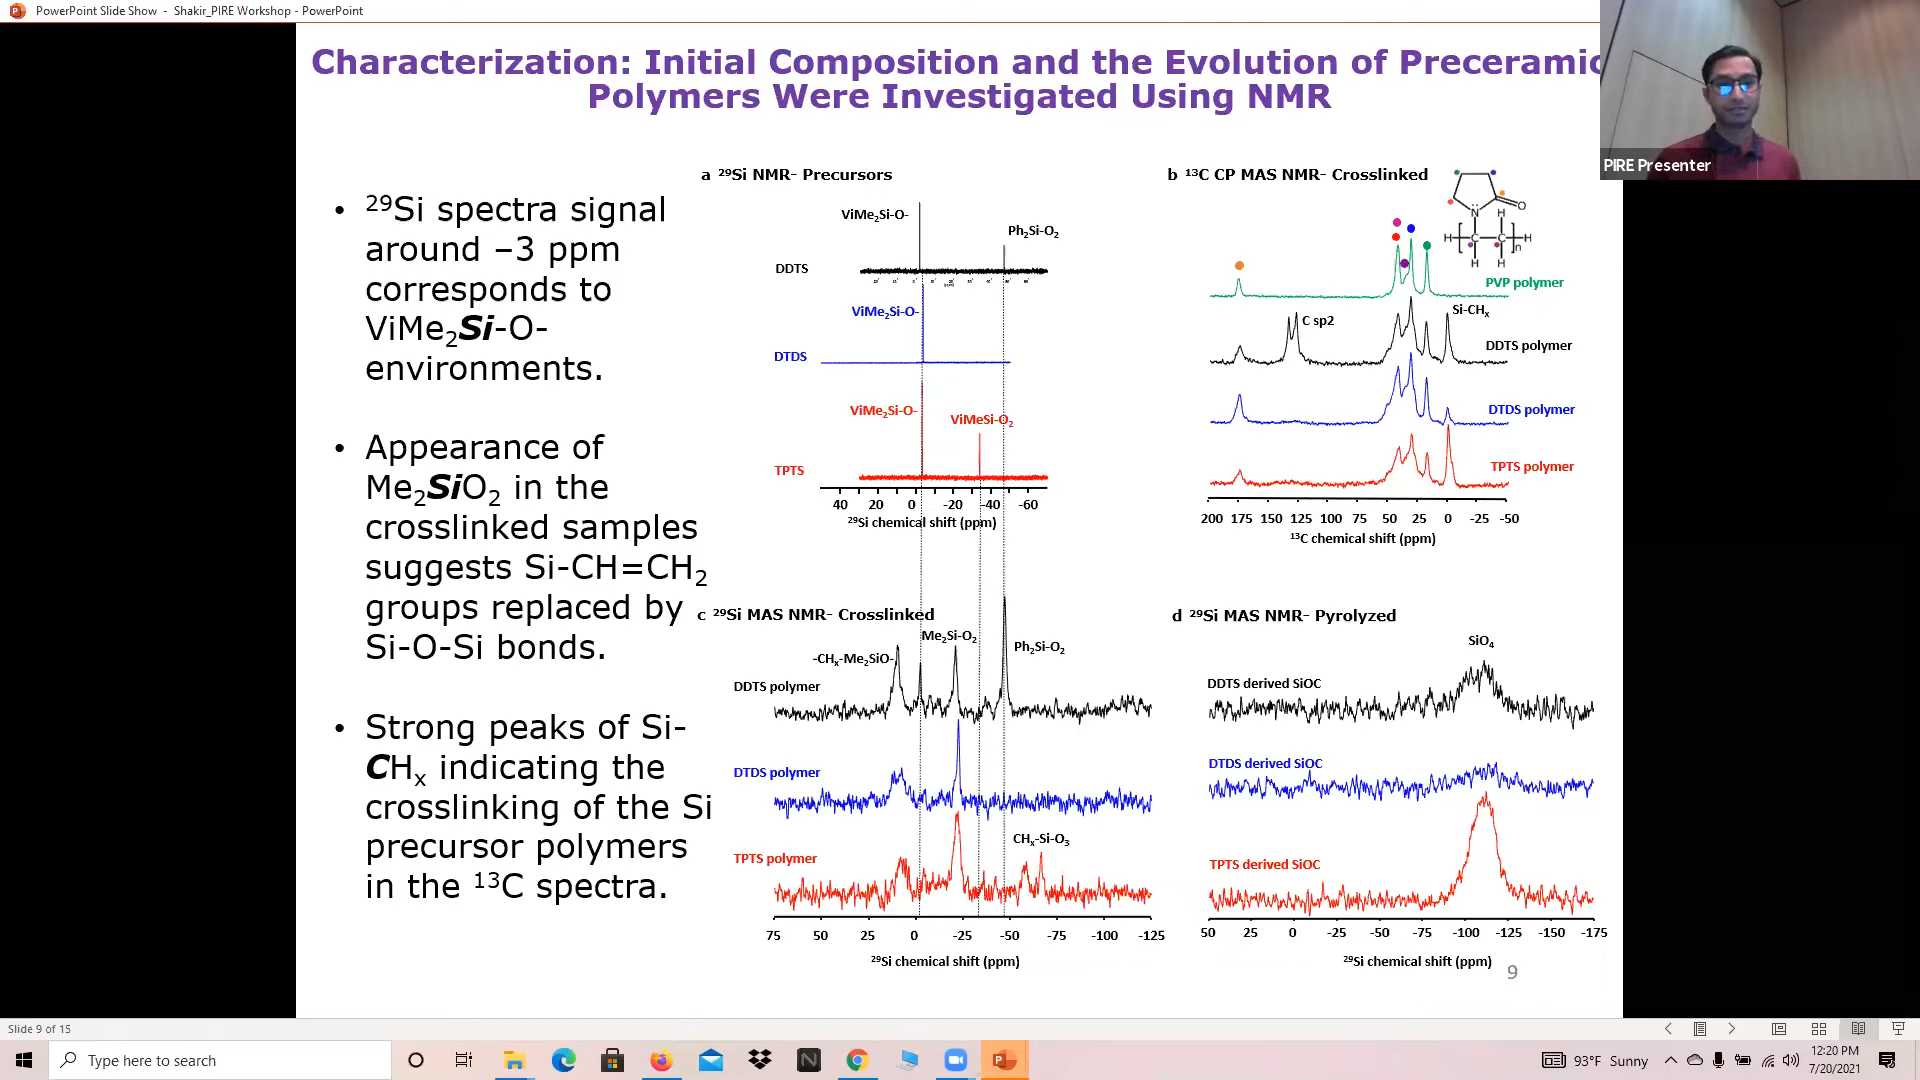 PowerPoint Slide Show - Shakir_PIRE Workshop - PowerPoint
Characterization: Initial Composition and the Evolution of Preceramic
Polymers Were Investigated Using NMR
PIRE Presenter
• ²⁹Si spectra signal
around –3 ppm
corresponds to
ViMe₂Si-O-
environments.
• Appearance of
Me₂SiO₂ in the
crosslinked samples
suggests Si-CH=CH₂
groups replaced by
Si-O-Si bonds.
• Strong peaks of Si-
CHₓ indicating the
crosslinking of the Si
precursor polymers
in the ¹³C spectra.
a ²⁹Si NMR- Precursors
ViMe₂Si-O-
Ph₂Si-O₂
DDTS
ViMe₂Si-O-
DTDS
ViMe₂Si-O-
ViMeSi-O₂
TPTS
40 20 0 -20 -40 -60
²⁹Si chemical shift (ppm)
b ¹³C CP MAS NMR- Crosslinked
N
O
H
H C C H
n
H H
PVP polymer
C sp2
Si-CHₓ
DDTS polymer
DTDS polymer
TPTS polymer
200 175 150 125 100 75 50 25 0 -25 -50
¹³C chemical shift (ppm)
c ²⁹Si MAS NMR- Crosslinked
Me₂Si-O₂
-CHₓ-Me₂SiO-
Ph₂Si-O₂
DDTS polymer
DTDS polymer
CHₓ-Si-O₃
TPTS polymer
75 50 25 0 -25 -50 -75 -100 -125
²⁹Si chemical shift (ppm)
d ²⁹Si MAS NMR- Pyrolyzed
SiO₄
DDTS derived SiOC
DTDS derived SiOC
TPTS derived SiOC
50 25 0 -25 -50 -75 -100 -125 -150 -175
²⁹Si chemical shift (ppm)
9
Slide 9 of 15
Type here to search
93°F Sunny
12:20 PM
7/20/2021